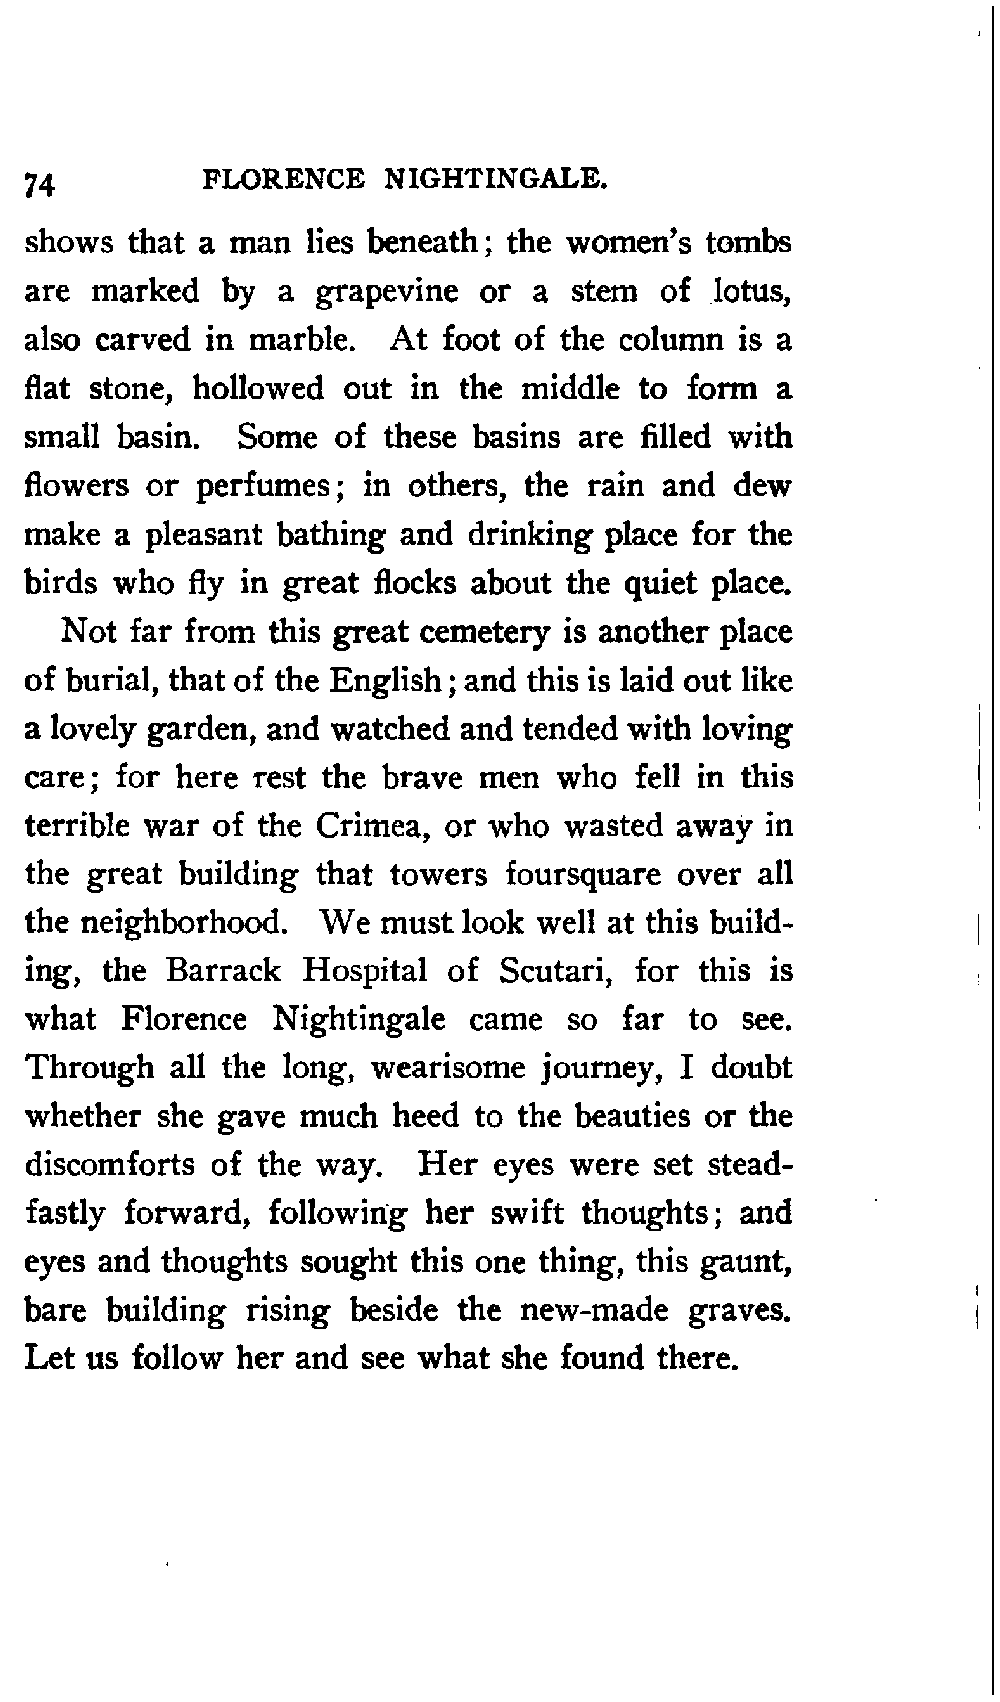 74 FLORENCE NIGHTINGALE.
shows that a man lies beneath; the women's tombs
are marked by a grapevine or a stem of lotus,
also carved in marble. At foot of the column is a
flat stone, hollowed out in the middle to form a
small basin. Some of these basins are filled with
flowers or perfumes; in others, the rain and dew
make a pleasant bathing and drinking place for the
birds who fly in great flocks about the quiet place.
Not far from this great cemetery is another place
of burial, that of the English; and this is laid out like
a lovely garden, and watched and tended with loving
care; for here rest the brave men who fell in this
terrible war of the Crimea, or who wasted away in
the great building that towers foursquare over all
the neighborhood. We must look well at this build-
ing, the Barrack Hospital of Scutari, for this is
what Florence Nightingale came so far to see.
Through all the long, wearisome journey, I doubt
whether she gave much heed to the beauties or the
discomforts of the way. Her eyes were set stead-
fastly forward, following her swift thoughts; and
eyes and thoughts sought this one thing, this gaunt,
bare building rising beside the new-made graves.
Let us follow her and see what she found there.